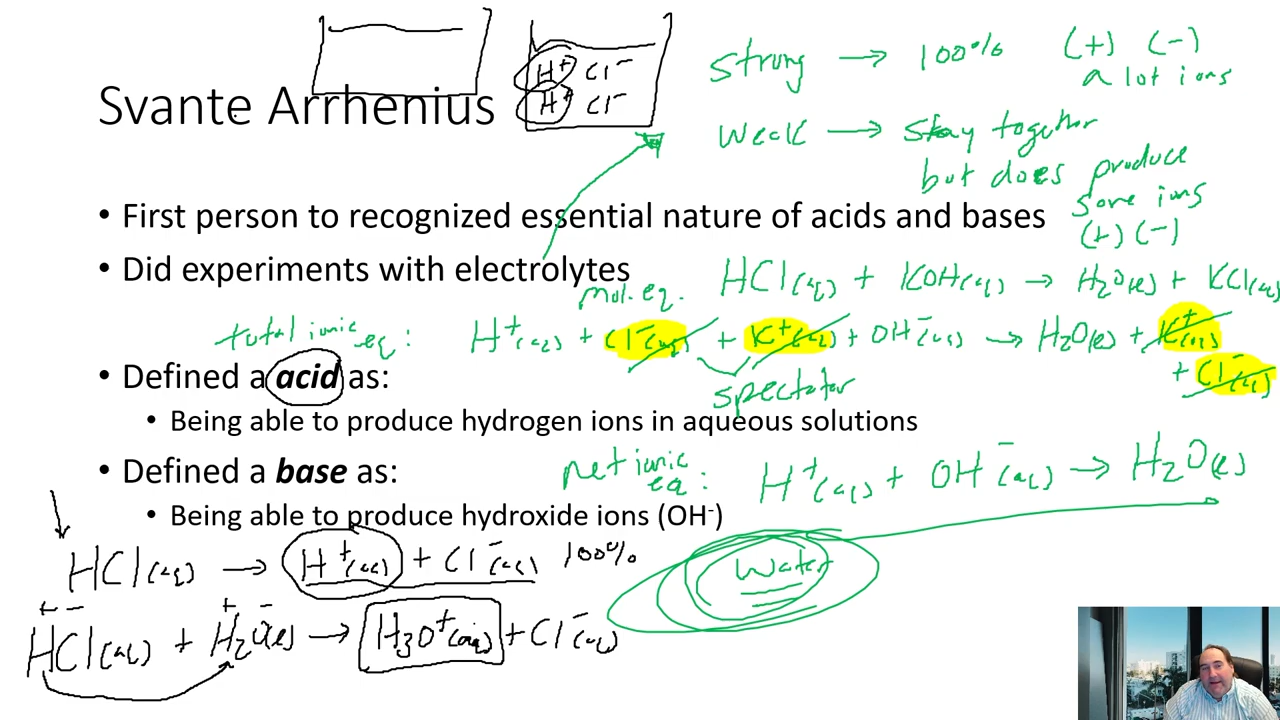 H⁺ Cl⁻
H⁺ Cl⁻
strong → 100% (+) (-)
a lot ions
Svante Arrhenius
weak → stay together
but does produce
some ions
(+) (-)
• First person to recognized essential nature of acids and bases
• Did experiments with electrolytes
mol. eq. HCl(aq) + KOH(aq) → H₂O(l) + KCl(aq)
total ionic eq: H⁺(aq) + Cl⁻(aq) + K⁺(aq) + OH⁻(aq) → H₂O(l) + K⁺(aq)
+ Cl⁻(aq)
spectator
• Defined a acid as:
• Being able to produce hydrogen ions in aqueous solutions
• Defined a base as:
net ionic eq: H⁺(aq) + OH⁻(aq) → H₂O(l)
• Being able to produce hydroxide ions (OH⁻)
HCl(aq) → H⁺(aq) + Cl⁻(aq) 100%
water
+ - + -
HCl(aq) + H₂O(l) → H₃O⁺(aq) + Cl⁻(aq)